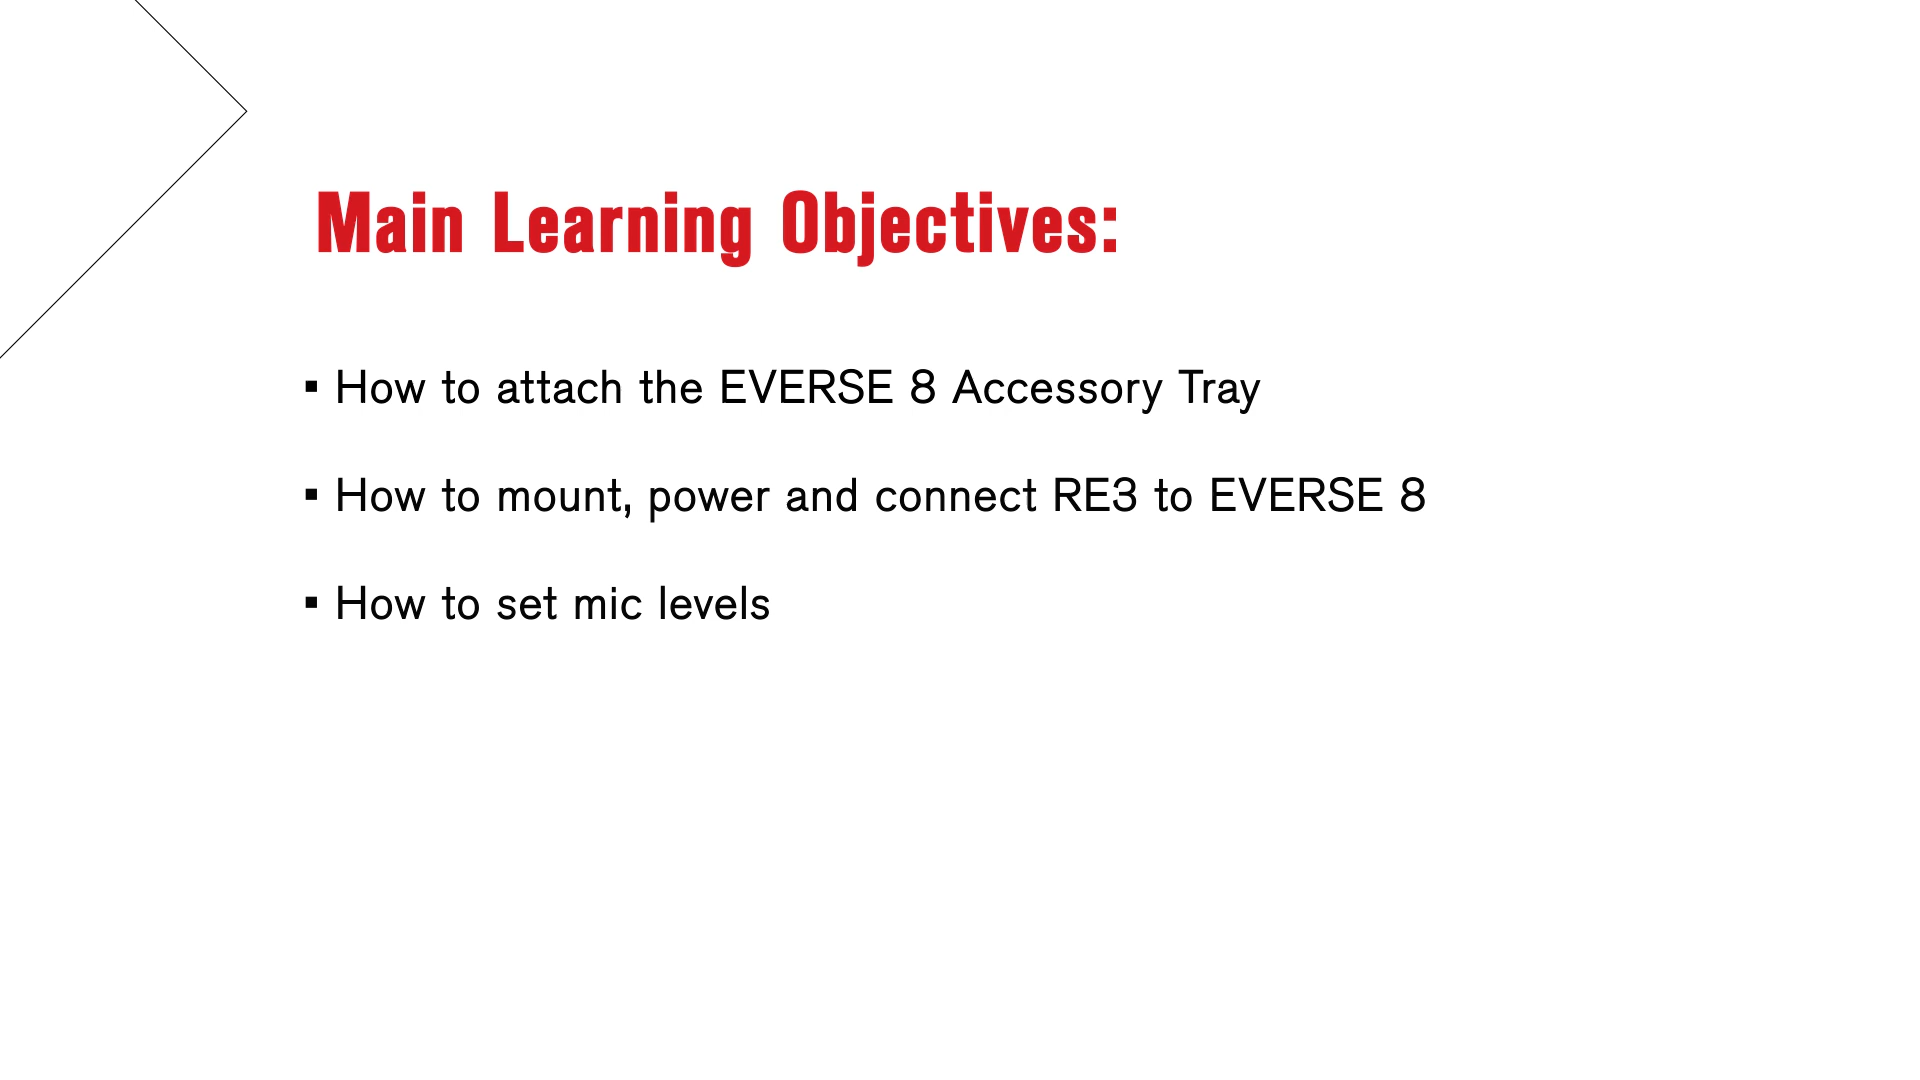 Main Learning Objectives:
▪ How to attach the EVERSE 8 Accessory Tray
▪ How to mount, power and connect RE3 to EVERSE 8
▪ How to set mic levels